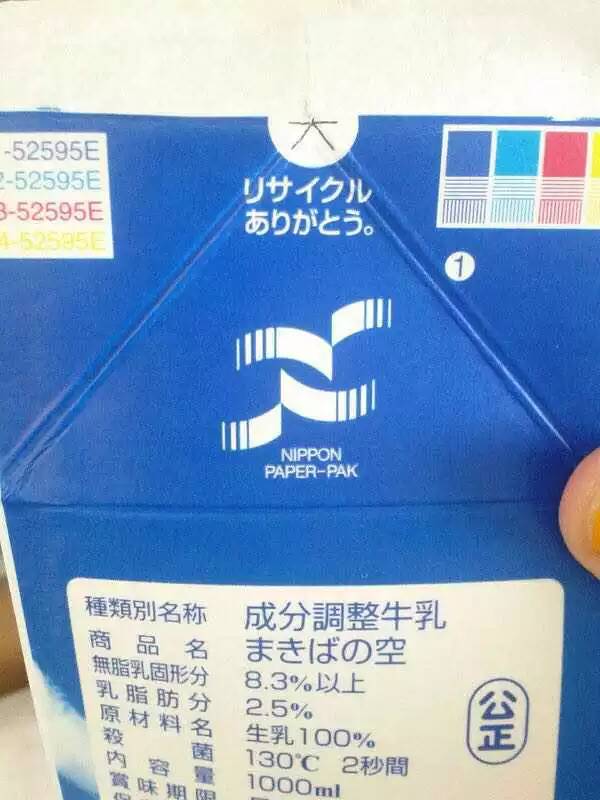 大
-52595E
2-52595E
3-52595E
4-52595E
リサイクル
ありがとう。
1
NIPPON
PAPER-PAK
種類別名称 成分調整牛乳
商品名 まきばの空
無脂乳固形分 8.3%以上
乳脂肪分 2.5%
原材料名 生乳100%
殺菌 130℃ 2秒間
内容量 1000ml
賞味期限
公正